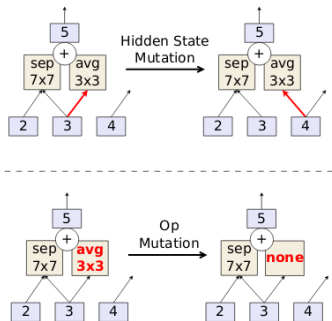 5
+
sep
7x7
avg
3x3
2
3
4
Hidden State
Mutation
5
+
sep
7x7
avg
3x3
2
3
4
5
+
sep
7x7
avg
3x3
2
3
4
Op
Mutation
5
+
sep
7x7
none
2
3
4